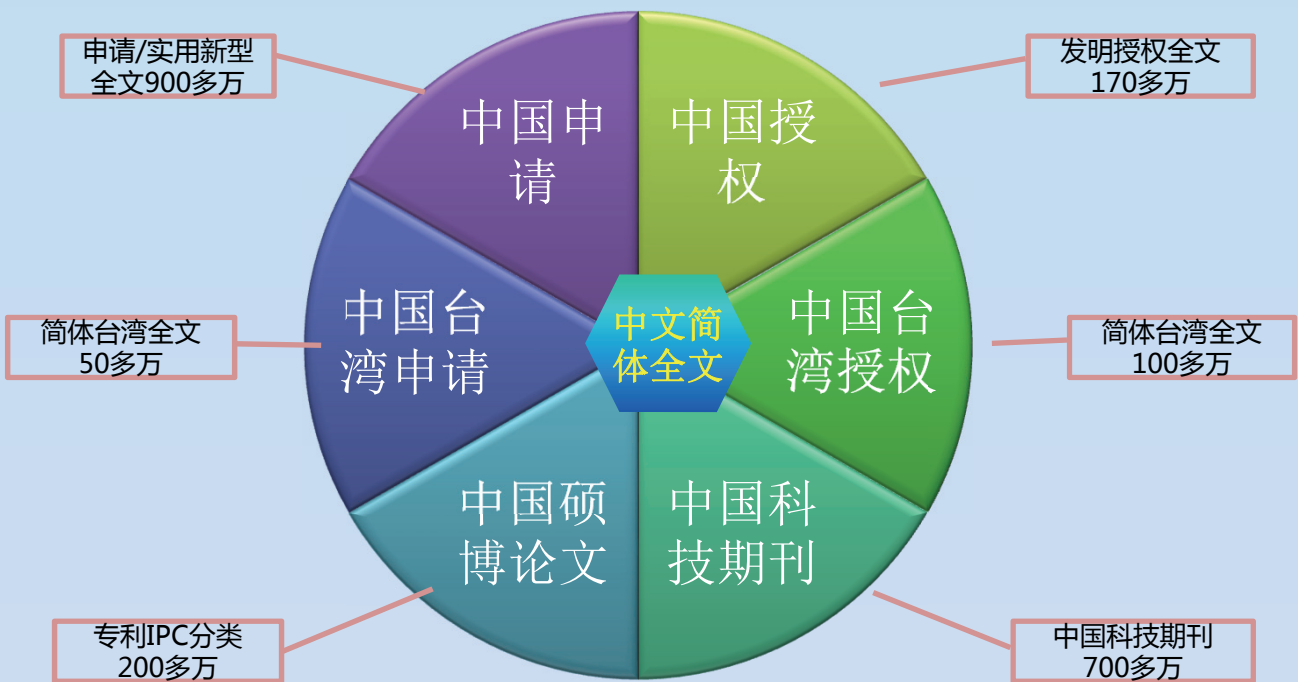 申请/实用新型
全文900多万
发明授权全文
170多万
中国申
请
中国授
权
简体台湾全文
50多万
中国台
湾申请
中文简
体全文
中国台
湾授权
简体台湾全文
100多万
中国硕
博论文
中国科
技期刊
专利IPC分类
200多万
中国科技期刊
700多万